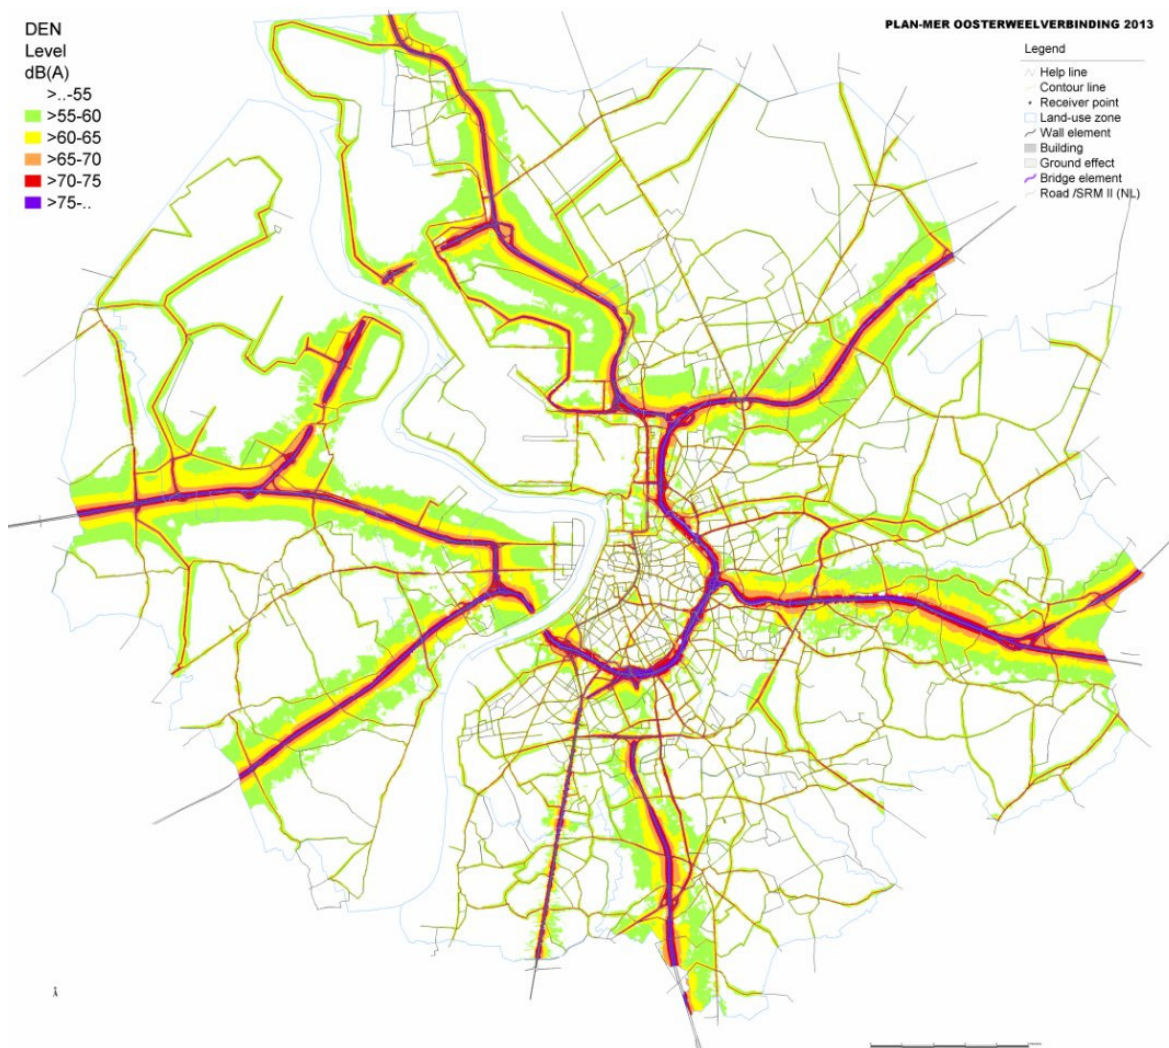 DEN
Level
dB(A)
>..-55
>55-60
>60-65
>65-70
>70-75
>75-..
PLAN-MER OOSTERWEELVERBINDING 2013
Legend
Help line
Contour line
Receiver point
Land-use zone
Wall element
Building
Ground effect
Bridge element
Road /SRM II (NL)